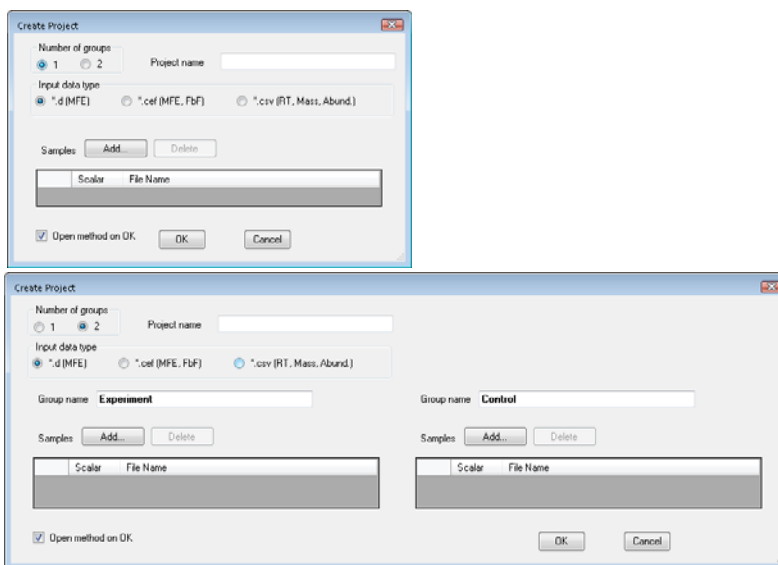 Create Project
Number of groups
1 2 Project name
Input data type
*.d (MFE) *.cef (MFE, FbF) *.csv (RT, Mass, Abund.)
Samples Add... Delete
Scalar File Name
Open method on OK OK Cancel
Create Project
Number of groups
1 2 Project name
Input data type
*.d (MFE) *.cef (MFE, FbF) *.csv (RT, Mass, Abund.)
Group name Experiment Group name Control
Samples Add... Delete Samples Add... Delete
Scalar File Name Scalar File Name
Open method on OK OK Cancel